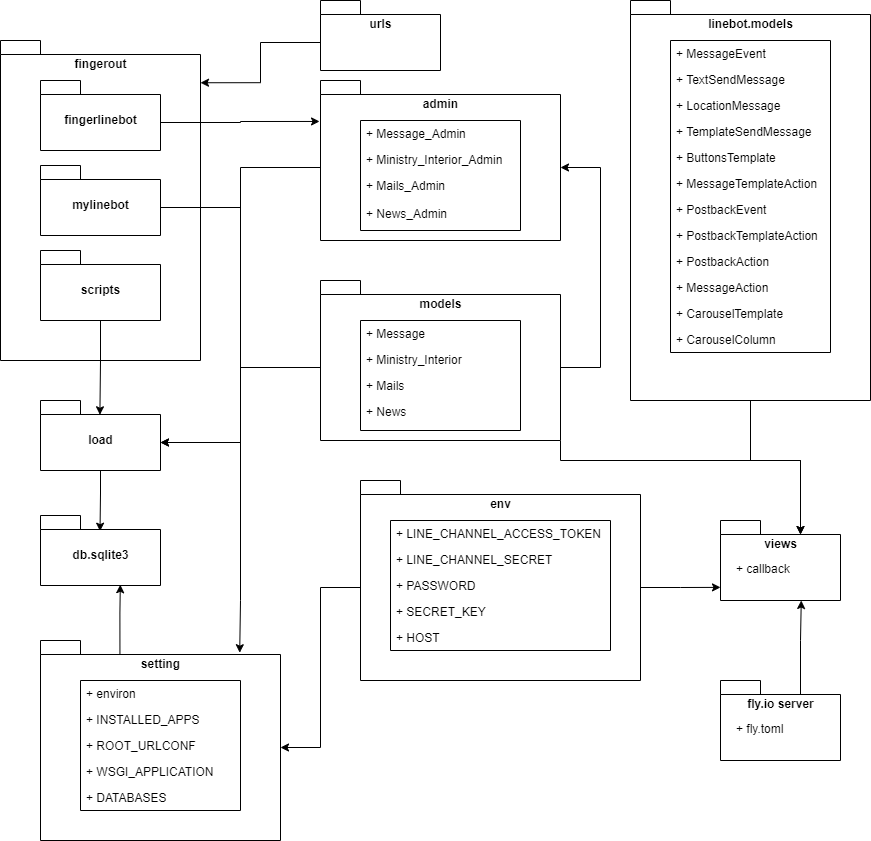 urls
fingerout
fingerlinebot
mylinebot
scripts
admin
+ Message_Admin
+ Ministry_Interior_Admin
+ Mails_Admin
+ News_Admin
linebot.models
+ MessageEvent
+ TextSendMessage
+ LocationMessage
+ TemplateSendMessage
+ ButtonsTemplate
+ MessageTemplateAction
+ PostbackEvent
+ PostbackTemplateAction
+ PostbackAction
+ MessageAction
+ CarouselTemplate
+ CarouselColumn
models
+ Message
+ Ministry_Interior
+ Mails
+ News
load
db.sqlite3
env
+ LINE_CHANNEL_ACCESS_TOKEN
+ LINE_CHANNEL_SECRET
+ PASSWORD
+ SECRET_KEY
+ HOST
views
+ callback
setting
+ environ
+ INSTALLED_APPS
+ ROOT_URLCONF
+ WSGI_APPLICATION
+ DATABASES
fly.io server
+ fly.toml